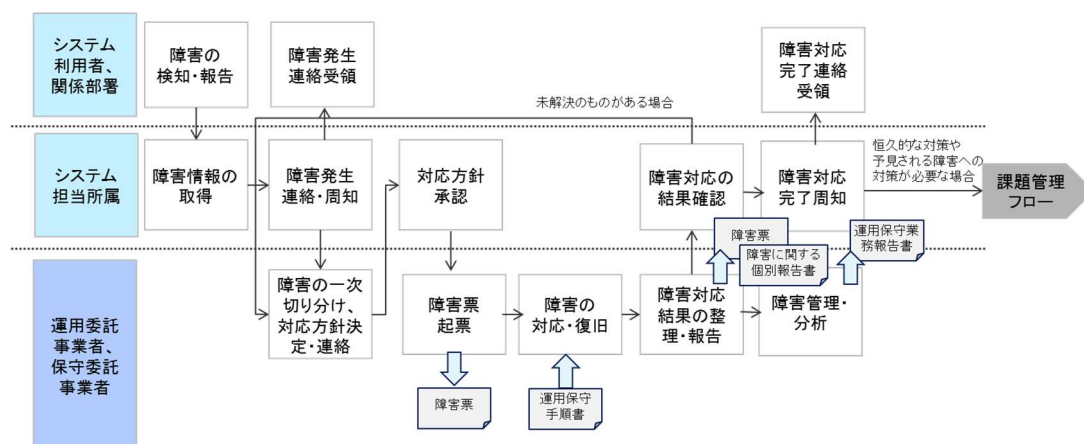 システム
利用者、
関係部署
障害の
検知・報告
障害発生
連絡受領
障害対応
完了連絡
受領
未解決のものがある場合
システム
担当所属
障害情報の
取得
障害発生
連絡・周知
対応方針
承認
障害対応の
結果確認
障害対応
完了周知
恒久的な対策や
予見される障害への
対策が必要な場合
課題管理
フロー
障害票
障害に関する
個別報告書
運用保守業
務報告書
運用委託
事業者、
保守委託
事業者
障害の一次
切り分け、
対応方針決
定・連絡
障害票
起票
障害の
対応・復旧
障害対応
結果の整
理・報告
障害管理・
分析
障害票
運用保守
手順書